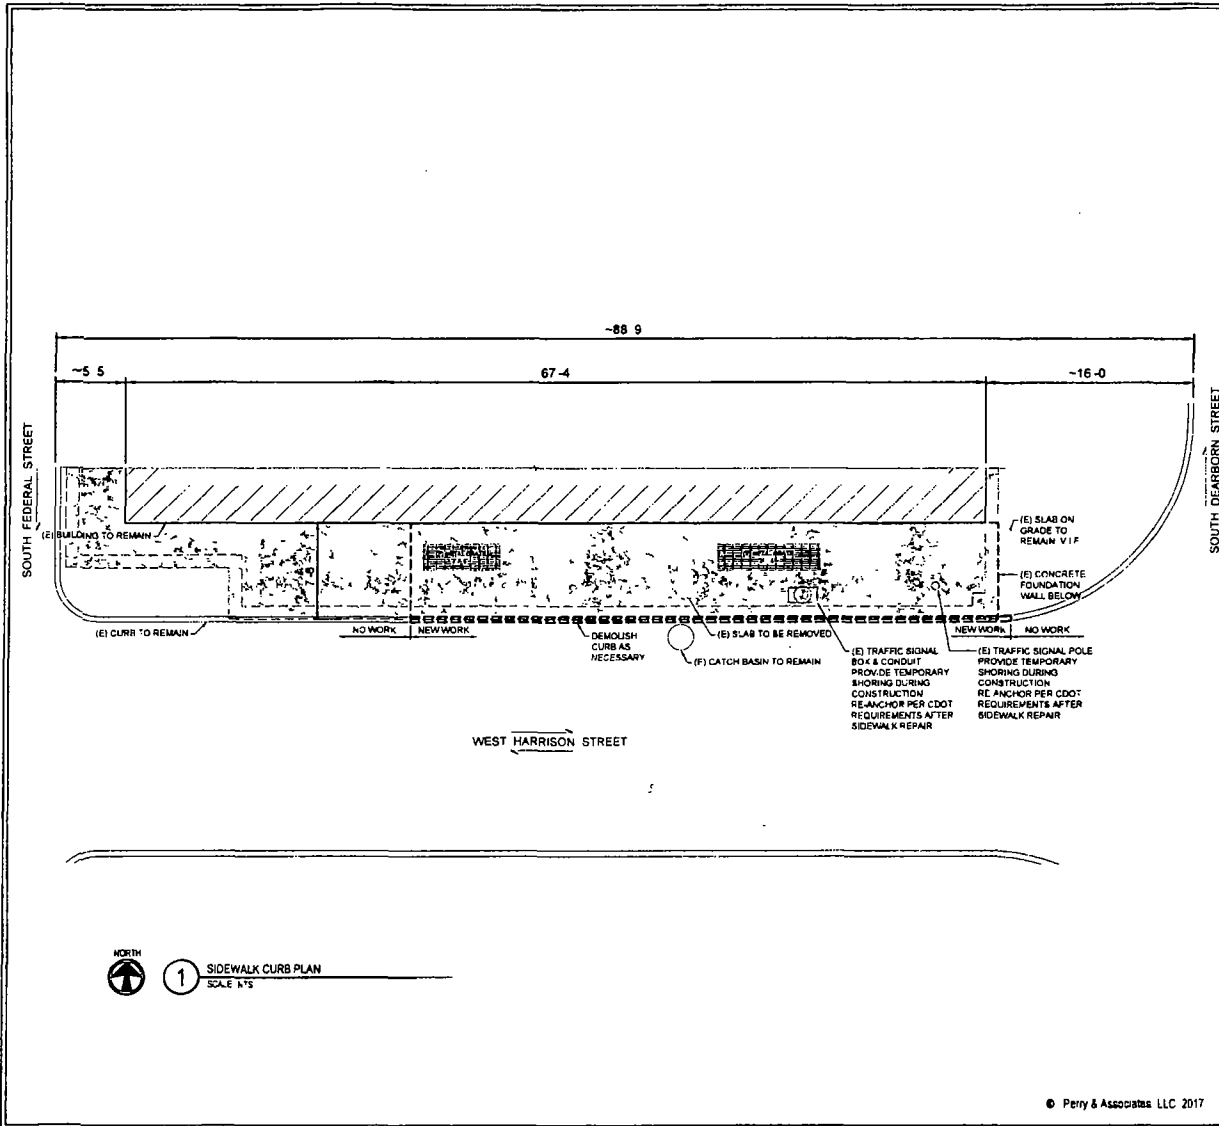 ~88 9
~5 5
67-4
~16-0
SOUTH FEDERAL STREET
SOUTH DEARBORN STREET
(E) BUILDING TO REMAIN
7-8
(E) SLAB ON
GRADE TO
REMAIN V I F
(E) CONCRETE
FOUNDATION
WALL BELOW
(E) CURB TO REMAIN
NO WORK
NEW WORK
DEMOLISH
CURB AS
NECESSARY
(E) SLAB TO BE REMOVED
(F) CATCH BASIN TO REMAIN
NEW WORK
NO WORK
(E) TRAFFIC SIGNAL
BOX & CONDUIT
PROVIDE TEMPORARY
SHORING DURING
CONSTRUCTION
RE-ANCHOR PER CDOT
REQUIREMENTS AFTER
SIDEWALK REPAIR
(E) TRAFFIC SIGNAL POLE
PROVIDE TEMPORARY
SHORING DURING
CONSTRUCTION
RE ANCHOR PER CDOT
REQUIREMENTS AFTER
SIDEWALK REPAIR
WEST HARRISON STREET
NORTH
1
SIDEWALK CURB PLAN
SCALE NTS
© Perry & Associates LLC 2017